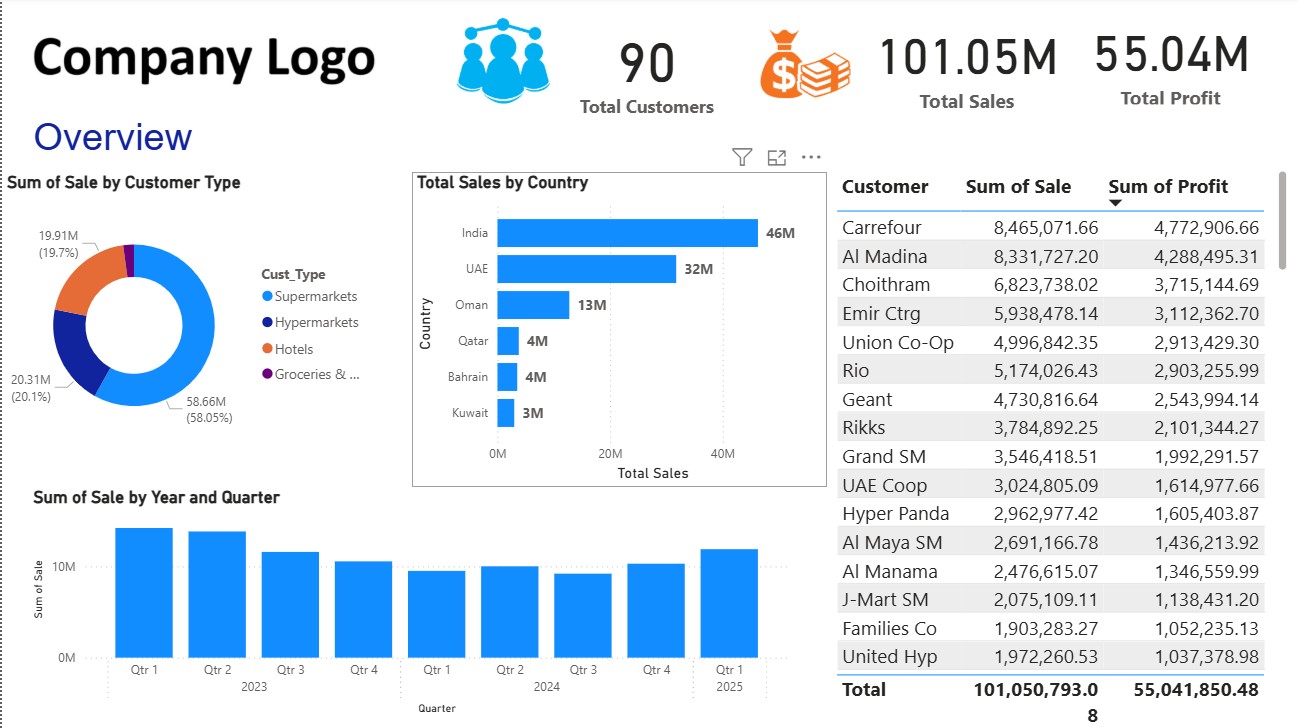 Company Logo
Overview
90
Total Customers
$
101.05M
Total Sales
55.04M
Total Profit
Sum of Sale by Customer Type
19.91M
(19.7%)
20.31M
(20.1%)
58.66M
(58.05%)
Cust_Type
Supermarkets
Hypermarkets
Hotels
Groceries & ...
Total Sales by Country
Country
India 46M
UAE 32M
Oman 13M
Qatar 4M
Bahrain 4M
Kuwait 3M
0M 20M 40M
Total Sales
Sum of Sale by Year and Quarter
Sum of Sale
10M
0M
Qtr 1 Qtr 2 Qtr 3 Qtr 4 Qtr 1 Qtr 2 Qtr 3 Qtr 4 Qtr 1
2023 2024 2025
Quarter
Customer Sum of Sale Sum of Profit
Carrefour 8,465,071.66 4,772,906.66
Al Madina 8,331,727.20 4,288,495.31
Choithram 6,823,738.02 3,715,144.69
Emir Ctrg 5,938,478.14 3,112,362.70
Union Co-Op 4,996,842.35 2,913,429.30
Rio 5,174,026.43 2,903,255.99
Geant 4,730,816.64 2,543,994.14
Rikks 3,784,892.25 2,101,344.27
Grand SM 3,546,418.51 1,992,291.57
UAE Coop 3,024,805.09 1,614,977.66
Hyper Panda 2,962,977.42 1,605,403.87
Al Maya SM 2,691,166.78 1,436,213.92
Al Manama 2,476,615.07 1,346,559.99
J-Mart SM 2,075,109.11 1,138,431.20
Families Co 1,903,283.27 1,052,235.13
United Hyp 1,972,260.53 1,037,378.98
Total 101,050,793.0 55,041,850.48
8